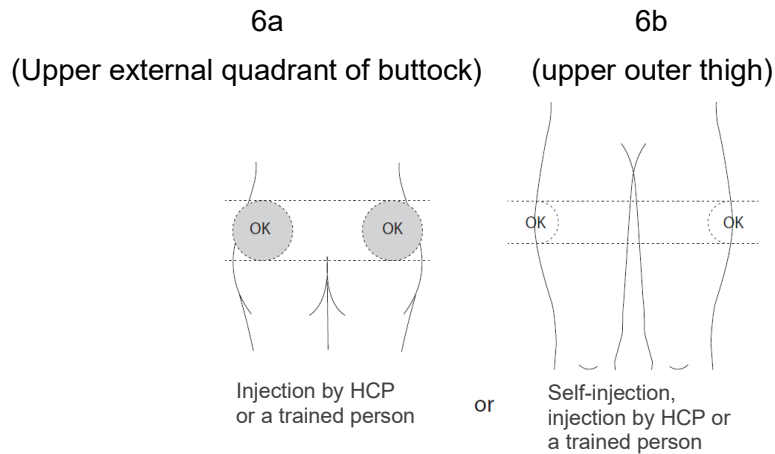 6a
(Upper external quadrant of buttock)
6b
(upper outer thigh)
OK
OK
OK
OK
Injection by HCP
or a trained person
or
Self-injection,
injection by HCP or
a trained person